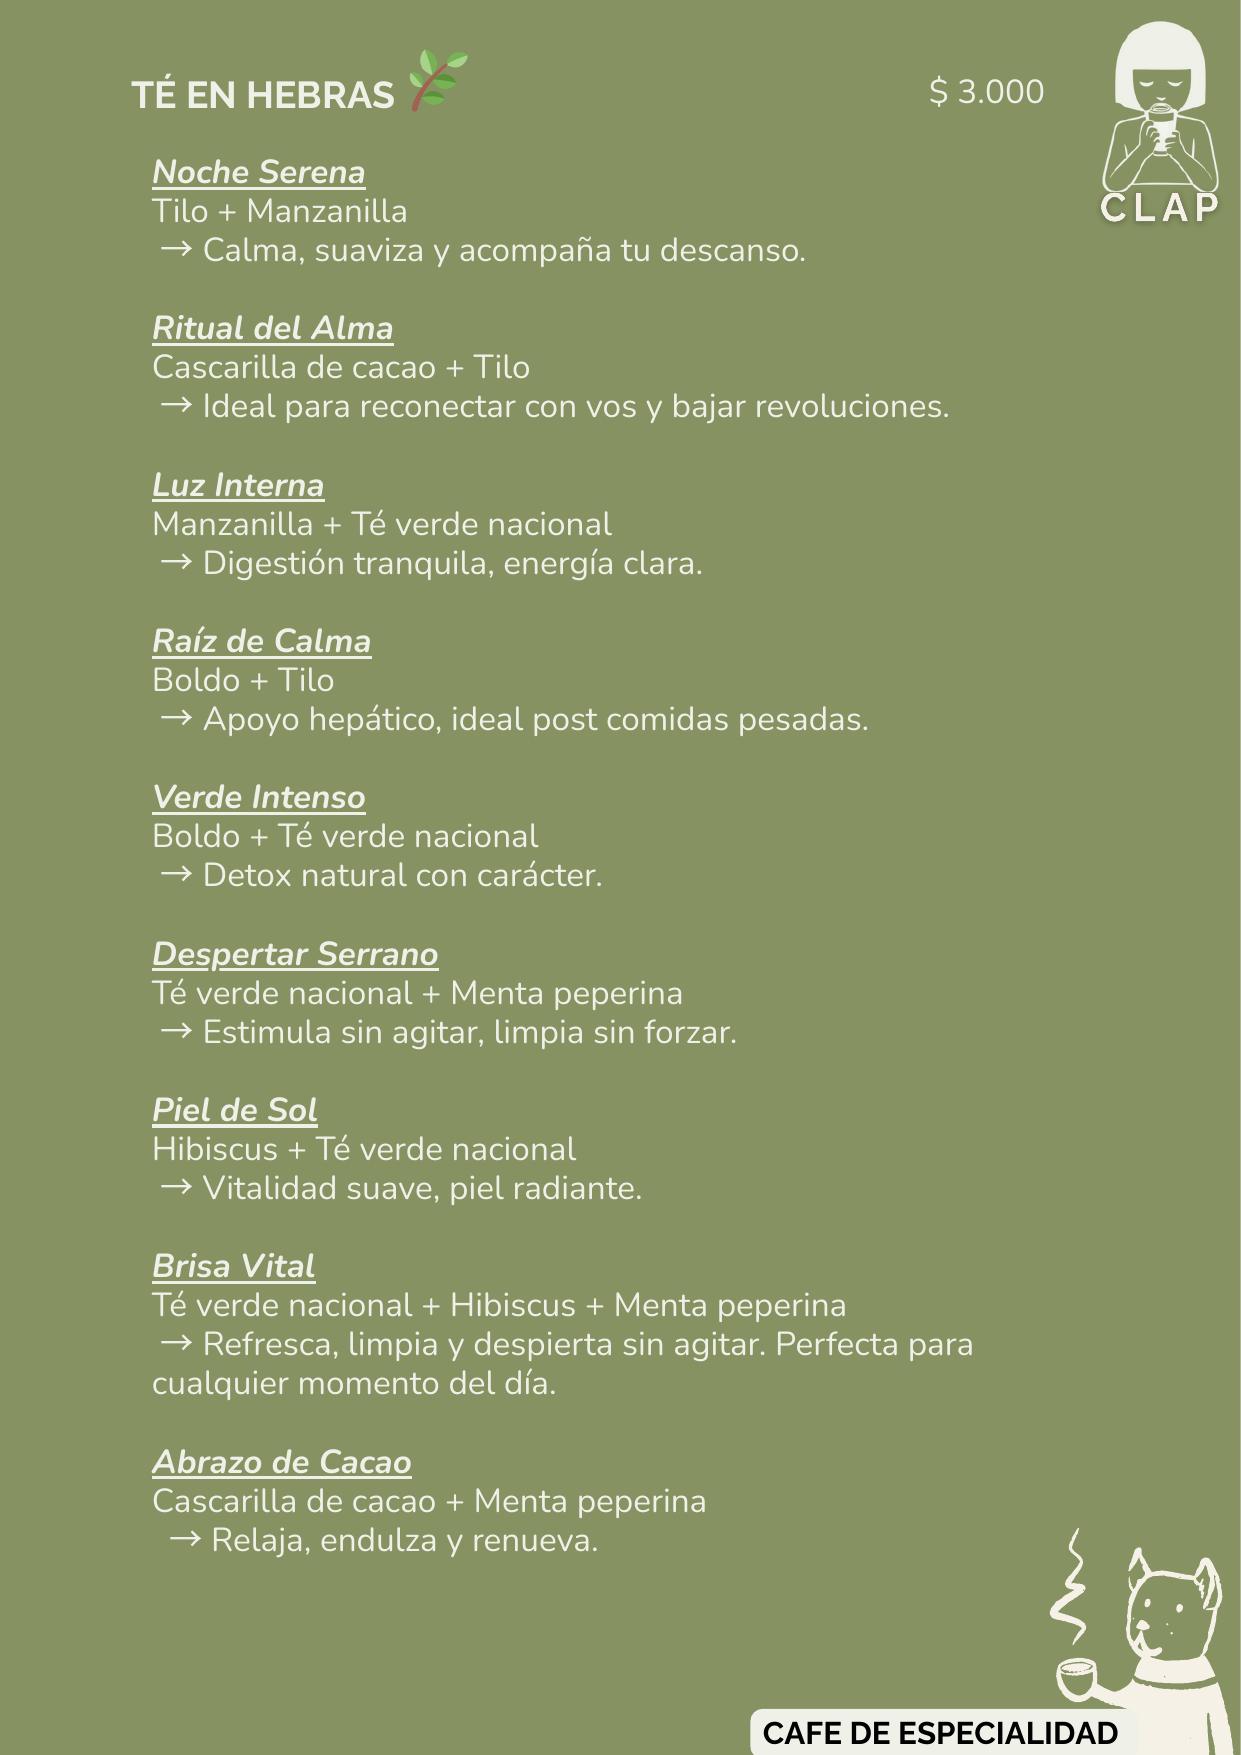 TÉ EN HEBRAS
$ 3.000
CLAP
Noche Serena
Tilo + Manzanilla
→ Calma, suaviza y acompaña tu descanso.
Ritual del Alma
Cascarilla de cacao + Tilo
→ Ideal para reconectar con vos y bajar revoluciones.
Luz Interna
Manzanilla + Té verde nacional
→ Digestión tranquila, energía clara.
Raíz de Calma
Boldo + Tilo
→ Apoyo hepático, ideal post comidas pesadas.
Verde Intenso
Boldo + Té verde nacional
→ Detox natural con carácter.
Despertar Serrano
Té verde nacional + Menta peperina
→ Estimula sin agitar, limpia sin forzar.
Piel de Sol
Hibiscus + Té verde nacional
→ Vitalidad suave, piel radiante.
Brisa Vital
Té verde nacional + Hibiscus + Menta peperina
→ Refresca, limpia y despierta sin agitar. Perfecta para
cualquier momento del día.
Abrazo de Cacao
Cascarilla de cacao + Menta peperina
→ Relaja, endulza y renueva.
CAFE DE ESPECIALIDAD